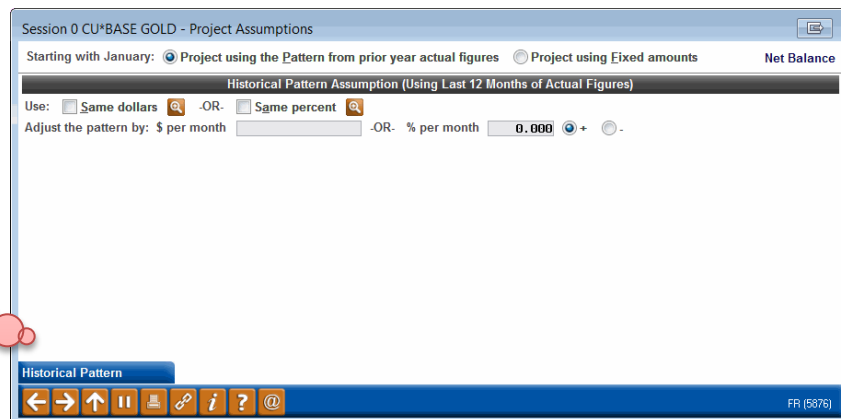 Session 0 CU*BASE GOLD - Project Assumptions
Starting with January: Project using the Pattern from prior year actual figures Project using Fixed amounts Net Balance
Historical Pattern Assumption (Using Last 12 Months of Actual Figures)
Use: Same dollars -OR- Same percent
Adjust the pattern by: $ per month -OR- % per month 0.000 + -
Historical Pattern
i ? @ FR (5876)